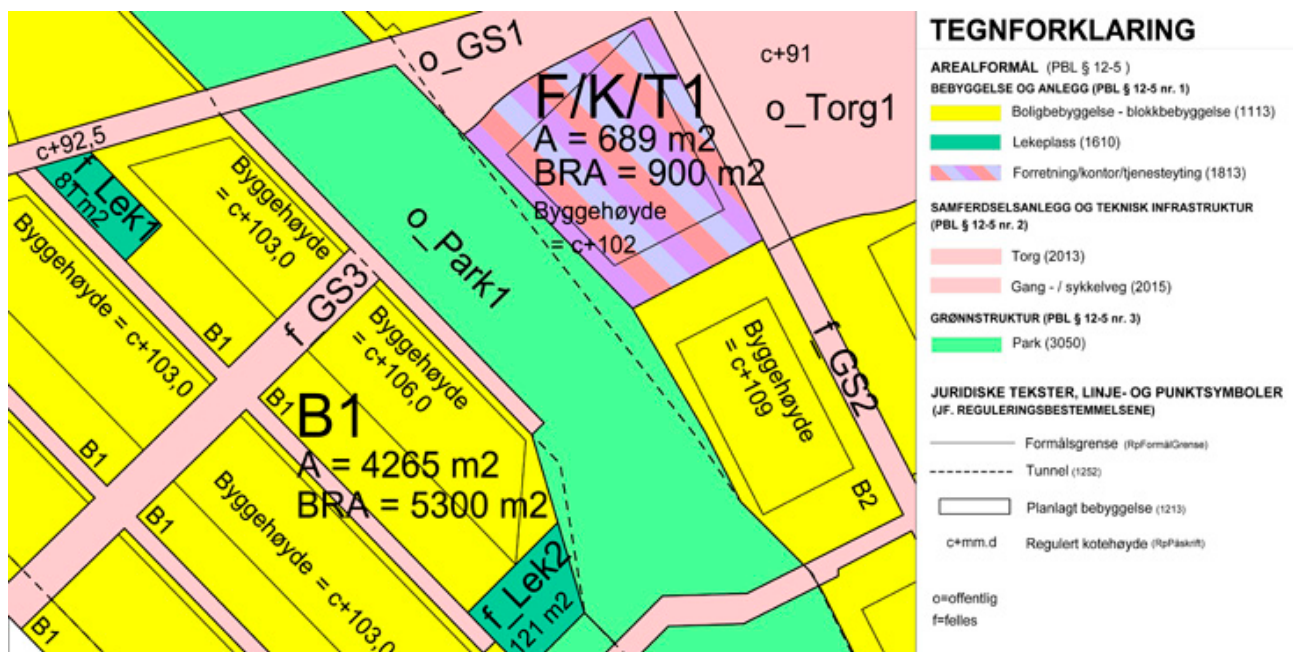 o_GS1
c+91
o_Torg1
F/K/T1
A = 689 m2
BRA = 900 m2
Byggehøyde
= c+102
c+92,5
f_Lek1
Byggehøyde
= c+103,0
o_Park1
Byggehøyde = c+103,0
B1
f_GS3
Byggehøyde
= c+106,0
B1
B1
B1
A = 4265 m2
BRA = 5300 m2
Byggehøyde
= c+109
f_GS2
B2
B1
Byggehøyde = c+103,0
f_Lek2
121 m2
B1
TEGNFORKLARING
AREALFORMÅL (PBL § 12-5 )
BEBYGGELSE OG ANLEGG (PBL § 12-5 nr. 1)
Boligbebyggelse - blokkbebyggelse (1113)
Lekeplass (1610)
Forretning/kontor/tjenesteyting (1813)
SAMFERDSELSANLEGG OG TEKNISK INFRASTRUKTUR
(PBL § 12-5 nr. 2)
Torg (2013)
Gang - / sykkelveg (2015)
GRØNNSTRUKTUR (PBL § 12-5 nr. 3)
Park (3050)
JURIDISKE TEKSTER, LINJE- OG PUNKTSYMBOLER
(JF. REGULERINGSBESTEMMELSENE)
Formålsgrense (RpFormålGrense)
Tunnel (1252)
Planlagt bebyggelse (1213)
c+mm.d Regulert kotehøyde (RpPåskrift)
o=offentlig
f=felles